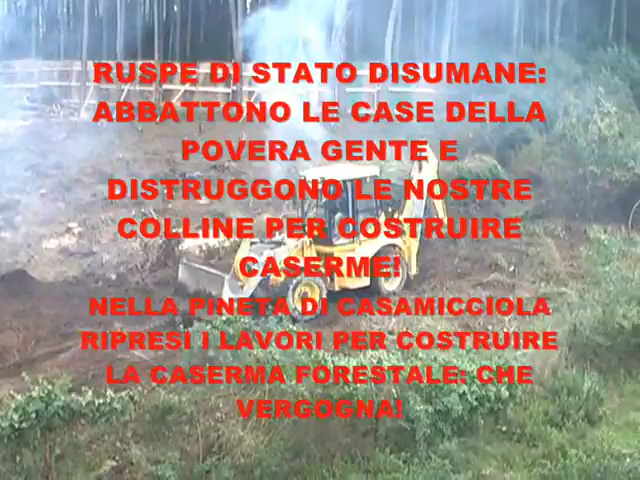 RUSPE DI STATO DISUMANE:
ABBATTONO LE CASE DELLA
POVERA GENTE E
DISTRUGGONO LE NOSTRE
COLLINE PER COSTRUIRE
CASERME!
NELLA PINETA DI CASAMICCIOLA
RIPRESI I LAVORI PER COSTRUIRE
LA CASERMA FORESTALE: CHE
VERGOGNA!